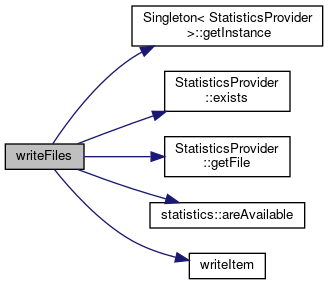 Singleton< StatisticsProvider
>::getInstance
StatisticsProvider
::exists
writeFiles
StatisticsProvider
::getFile
statistics::areAvailable
writeItem